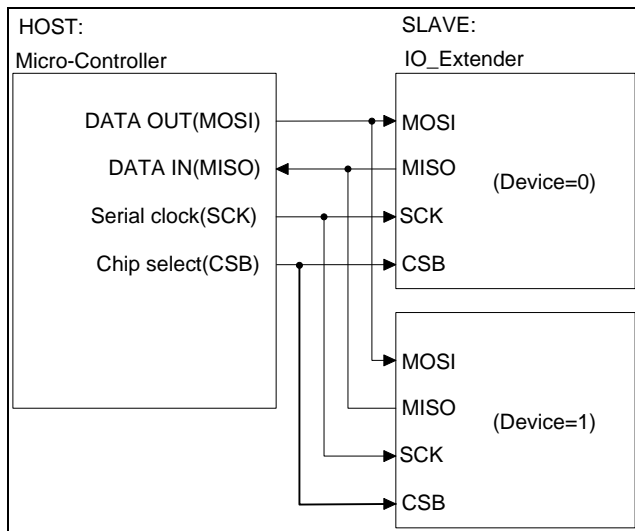 HOST:
Micro-Controller
DATA OUT(MOSI)
DATA IN(MISO)
Serial clock(SCK)
Chip select(CSB)
SLAVE:
IO_Extender
MOSI
MISO
(Device=0)
SCK
CSB
MOSI
MISO
(Device=1)
SCK
CSB